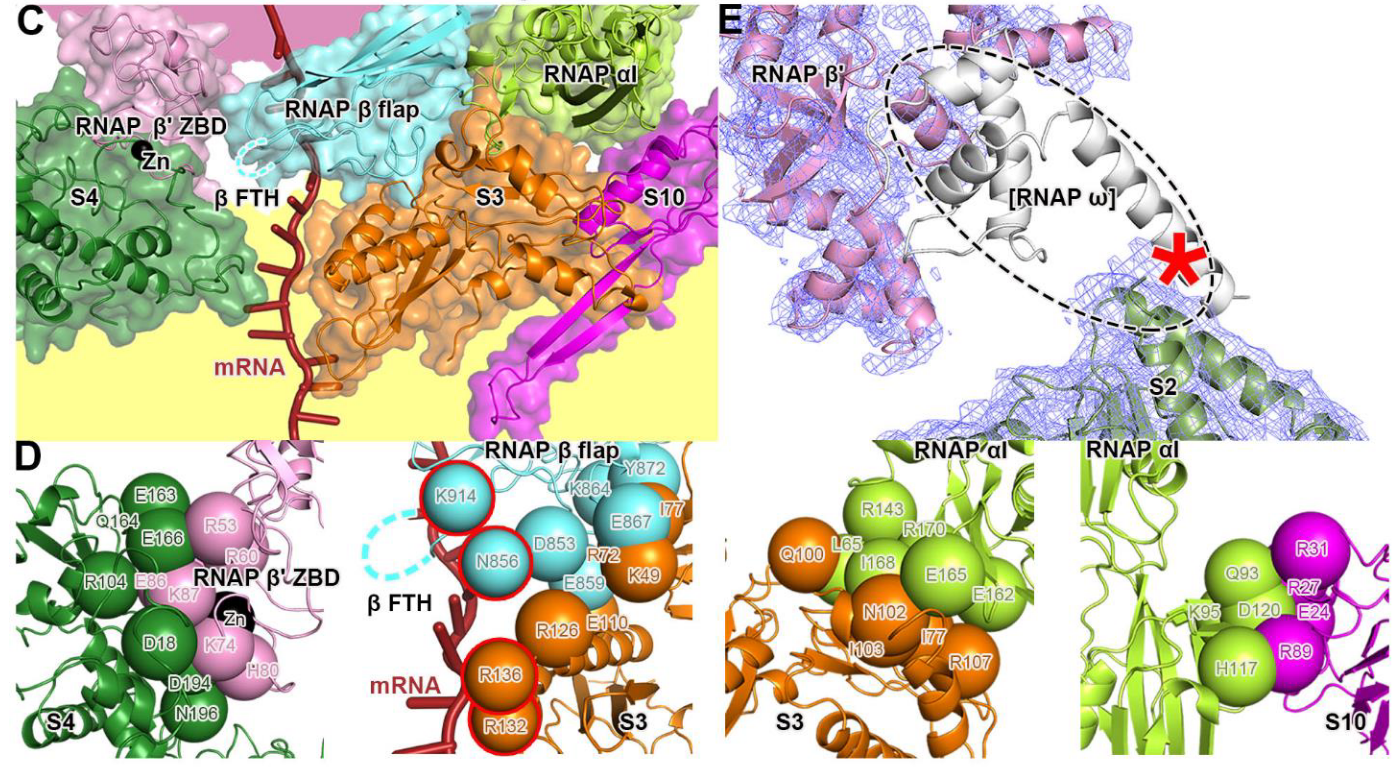 C
RNAP β' ZBD
Zn
S4
RNAP β flap
β FTH
RNAP αI
S3
S10
mRNA
E
RNAP β'
[RNAP ω]
*
S2
D
E163
Q164
E166
R53
R60
R104
E86
K87
RNAP β' ZBD
Zn
D18
K74
H80
D194
N196
S4
RNAP β flap
K914
Y872
K864
I77
E867
N856
D853
R72
K49
E859
β FTH
R126
E110
R136
mRNA
R132
S3
RNAP αI
R143
R170
Q100
L65
I168
E165
E162
N102
I77
I103
R107
S3
RNAP αI
R31
Q93
R27
K95
D120
E24
H117
R89
S10